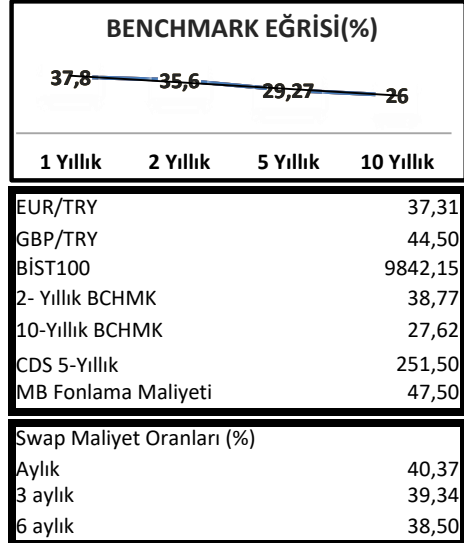 BENCHMARK EĞRİSİ(%)
37,8 35,6 29,27 26
1 Yıllık 2 Yıllık 5 Yıllık 10 Yıllık
EUR/TRY 37,31
GBP/TRY 44,50
BİST100 9842,15
2- Yıllık BCHMK 38,77
10-Yıllık BCHMK 27,62
CDS 5-Yıllık 251,50
MB Fonlama Maliyeti 47,50
Swap Maliyet Oranları (%)
Aylık 40,37
3 aylık 39,34
6 aylık 38,50